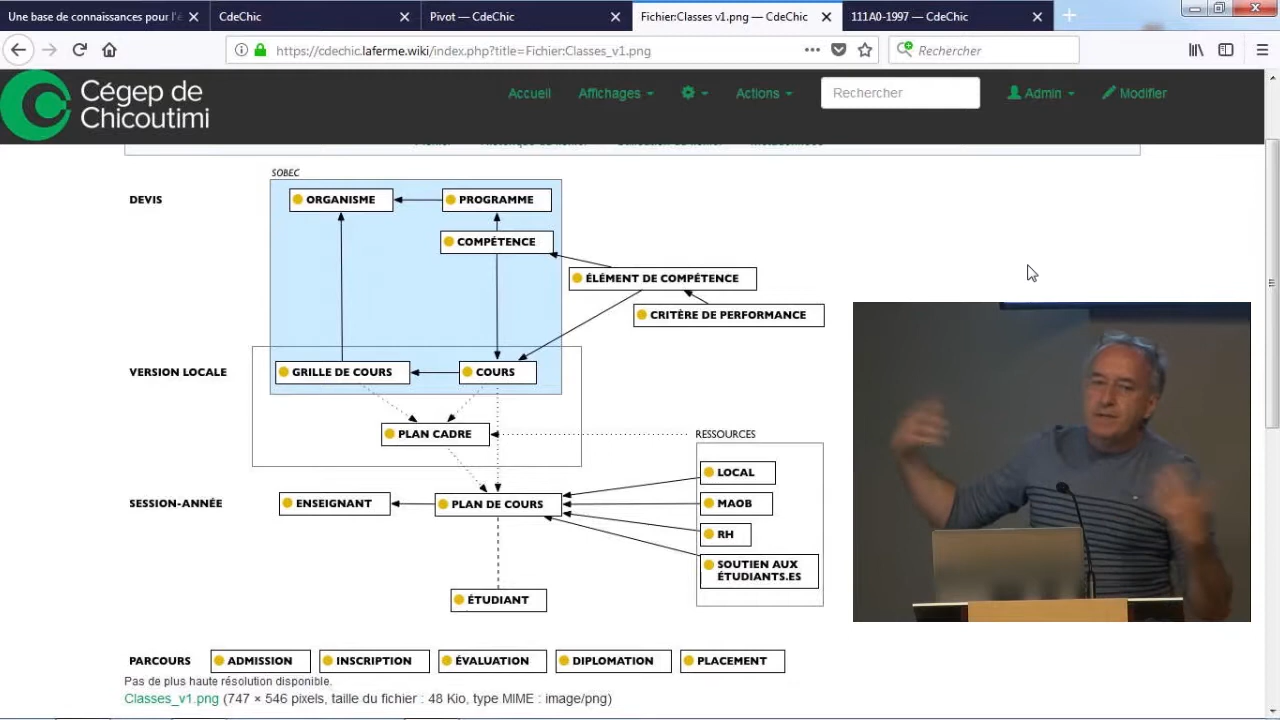 Une base de connaissances pour l'é
CdeChic
Pivot — CdeChic
Fichier:Classes v1.png — CdeChic
111A0-1997 — CdeChic
https://cdechic.laferme.wiki/index.php?title=Fichier:Classes_v1.png
Rechercher
Cégep de
Chicoutimi
Accueil
Affichages
Actions
Rechercher
Admin
Modifier
SOBEC
DEVIS
ORGANISME
PROGRAMME
COMPÉTENCE
ÉLÉMENT DE COMPÉTENCE
CRITÈRE DE PERFORMANCE
VERSION LOCALE
GRILLE DE COURS
COURS
PLAN CADRE
RESSOURCES
LOCAL
SESSION-ANNÉE
ENSEIGNANT
PLAN DE COURS
MAOB
RH
SOUTIEN AUX
ÉTUDIANTS.ES
ÉTUDIANT
PARCOURS
ADMISSION
INSCRIPTION
ÉVALUATION
DIPLOMATION
PLACEMENT
Pas de plus haute résolution disponible.
Classes_v1.png (747 × 546 pixels, taille du fichier : 48 Kio, type MIME : image/png)